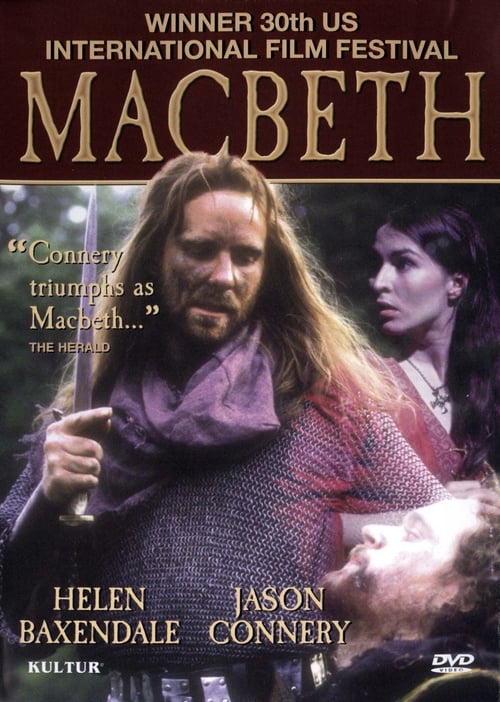 WINNER 30th US
INTERNATIONAL FILM FESTIVAL
MACBETH
“Connery
triumphs as
Macbeth...”
THE HERALD
HELEN
BAXENDALE
JASON
CONNERY
KULTUR
DVD
VIDEO